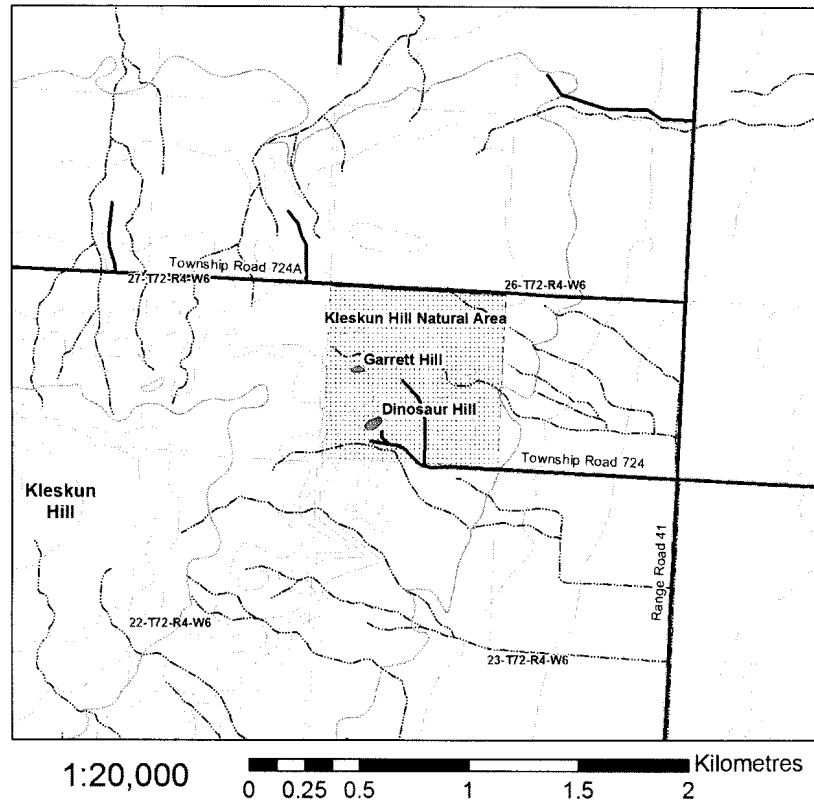 Township Road 724A
27-T72-R4-W6
26-T72-R4-W6
Kleskun Hill Natural Area
Garrett Hill
Dinosaur Hill
Township Road 724
Kleskun
Hill
Range Road 41
22-T72-R4-W6
23-T72-R4-W6
1:20,000
Kilometres
0 0.25 0.5 1 1.5 2